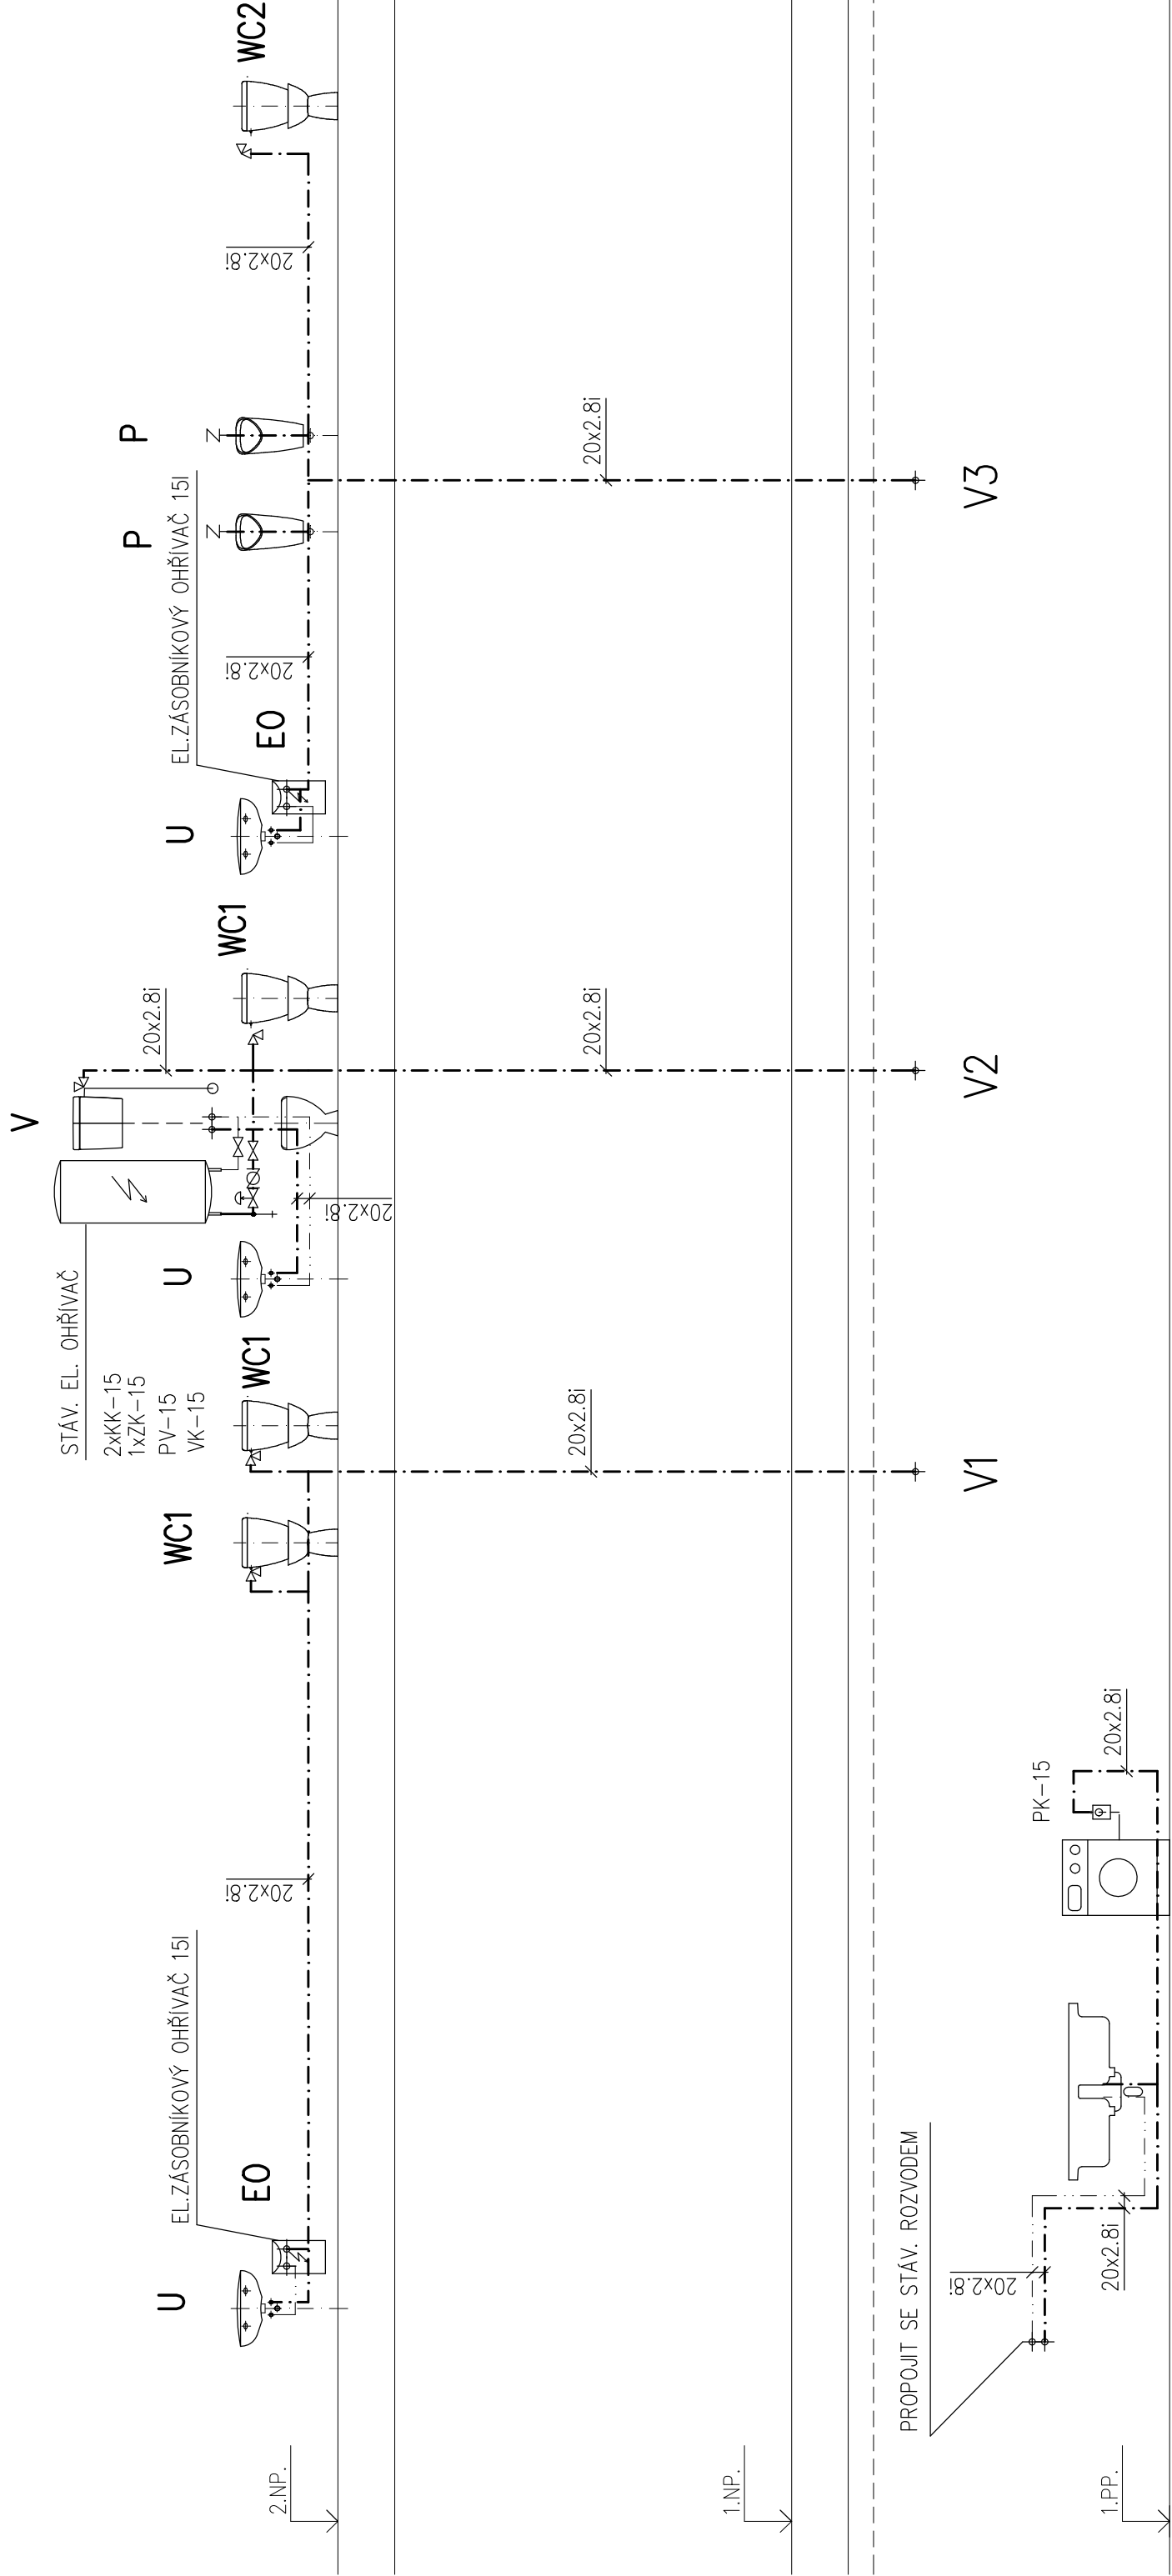 2.NP.
U
EO
EL.ZÁSOBNÍKOVÝ OHŘÍVAČ 15l
20x2.8i
WC1
WC1
20x2.8i
V1
STÁV. EL. OHŘÍVAČ
2xKK-15
1xZK-15
PV-15
VK-15
U
V
20x2.8i
20x2.8i
WC1
20x2.8i
V2
U
EO
EL.ZÁSOBNÍKOVÝ OHŘÍVAČ 15l
20x2.8i
P
P
20x2.8i
V3
20x2.8i
WC2
1.NP.
1.PP.
PROPOJIT SE STÁV. ROZVODEM
20x2.8i
20x2.8i
PK-15
20x2.8i